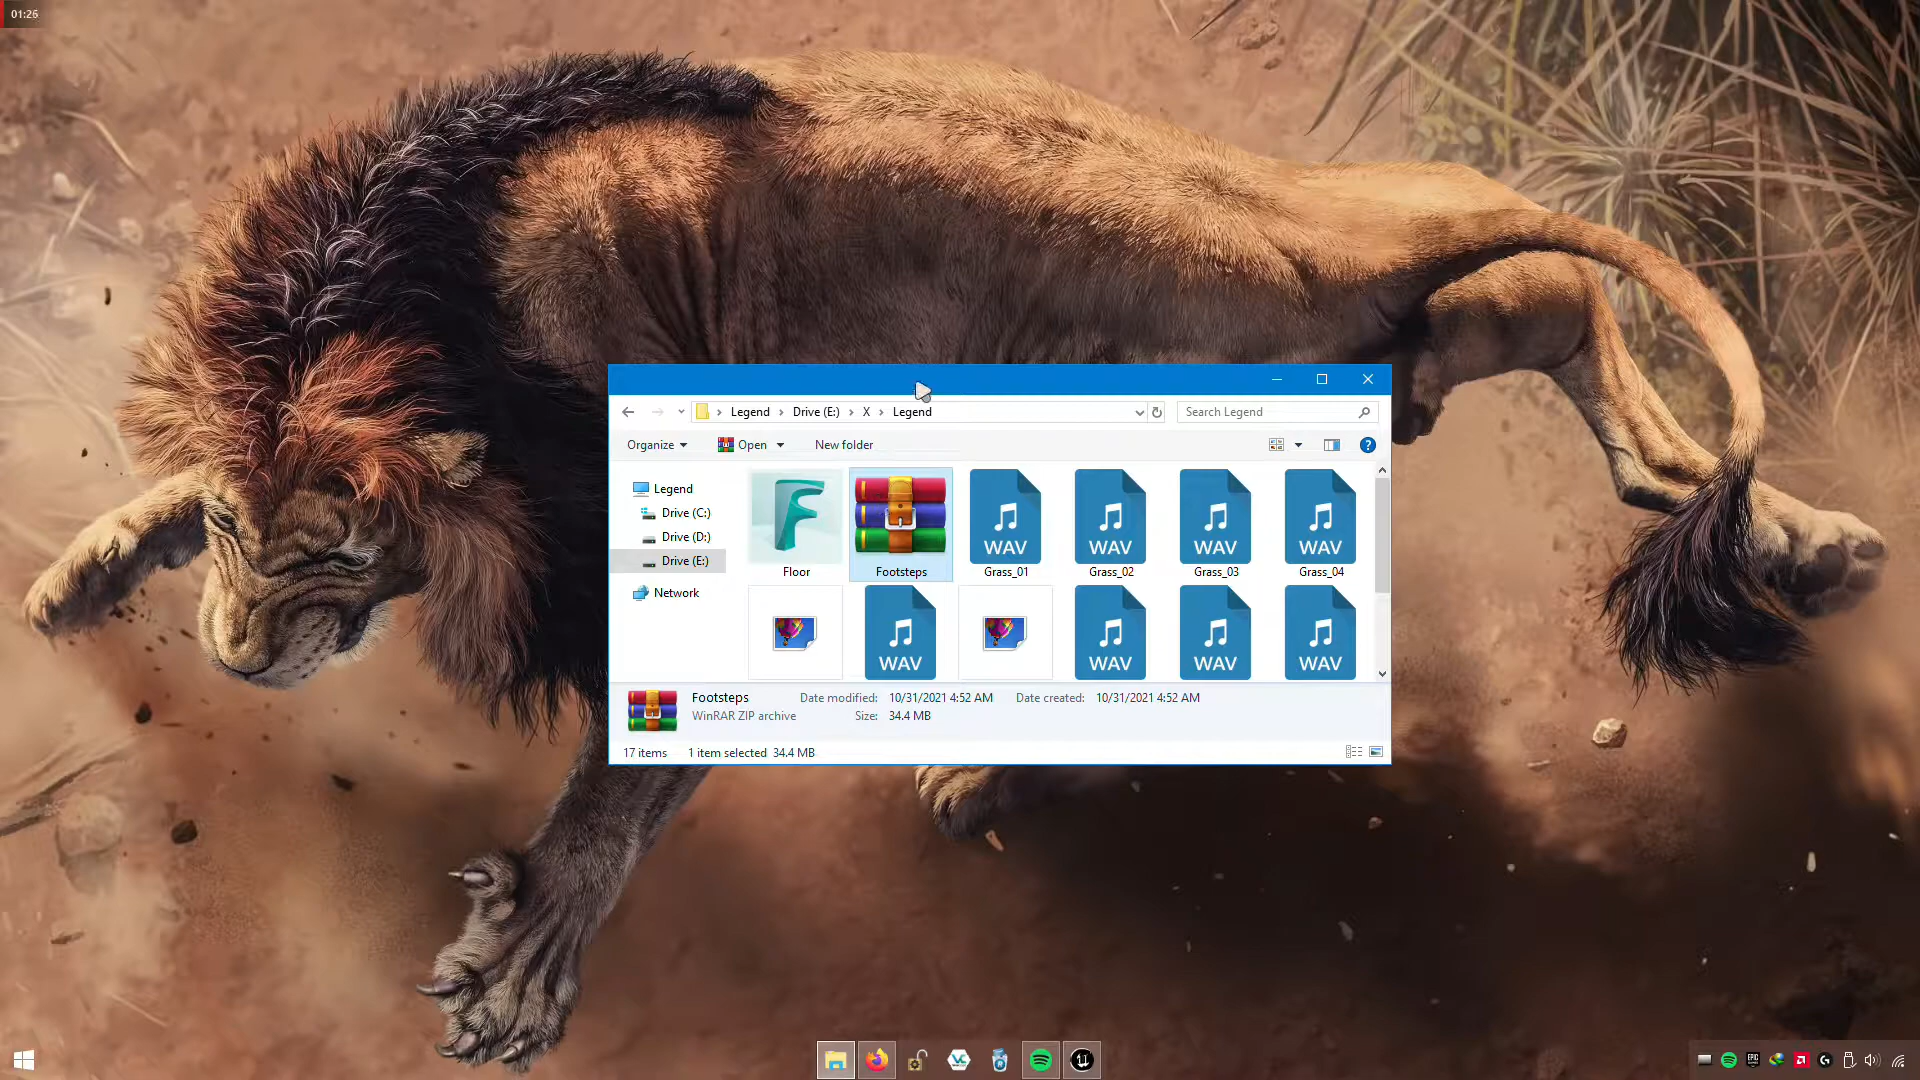 01:26
Legend Drive (E:) X Legend
Search Legend
Organize Open New folder
Legend
Drive (C:)
Drive (D:)
Drive (E:)
Network
Floor Footsteps Grass_01 Grass_02 Grass_03 Grass_04
WAV WAV WAV WAV
WAV WAV WAV WAV
Footsteps Date modified: 10/31/2021 4:52 AM Date created: 10/31/2021 4:52 AM
WinRAR ZIP archive Size: 34.4 MB
17 items 1 item selected 34.4 MB